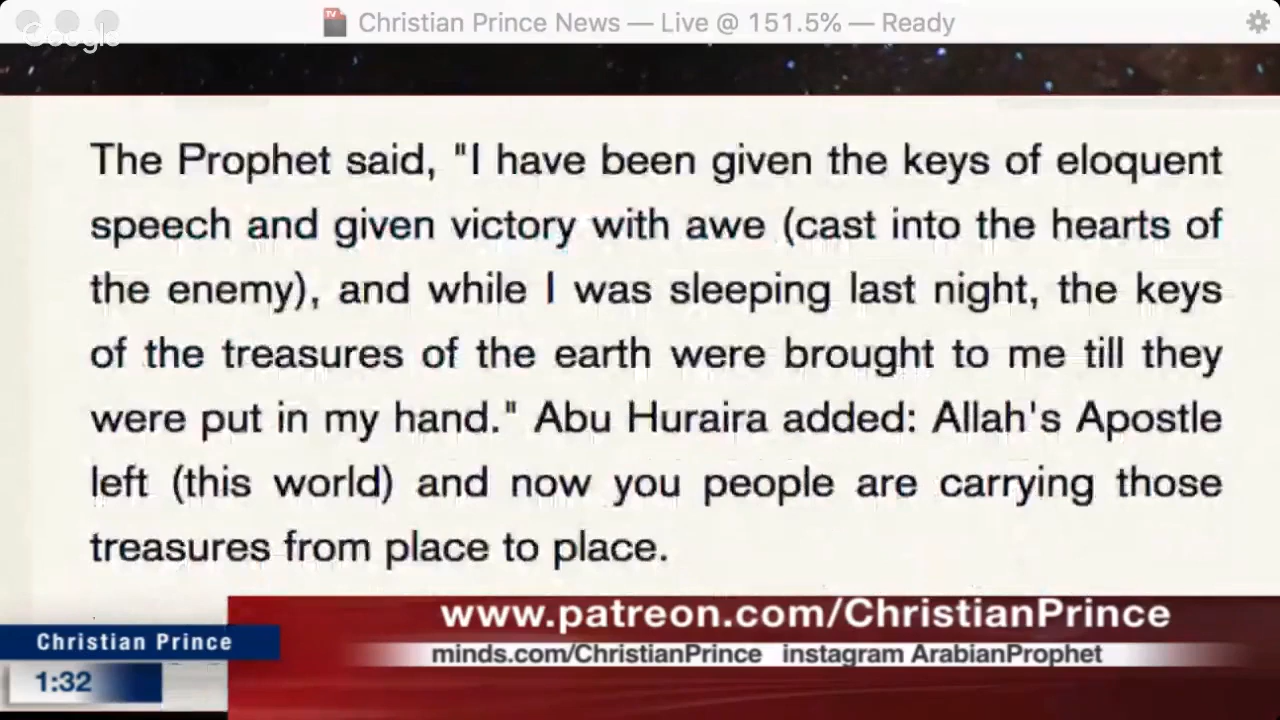 Christian Prince News — Live @ 151.5% — Ready
Google
The Prophet said, "I have been given the keys of eloquent
speech and given victory with awe (cast into the hearts of
the enemy), and while I was sleeping last night, the keys
of the treasures of the earth were brought to me till they
were put in my hand." Abu Huraira added: Allah's Apostle
left (this world) and now you people are carrying those
treasures from place to place.
www.patreon.com/ChristianPrince
Christian Prince
minds.com/ChristianPrince instagram ArabianProphet
1:32